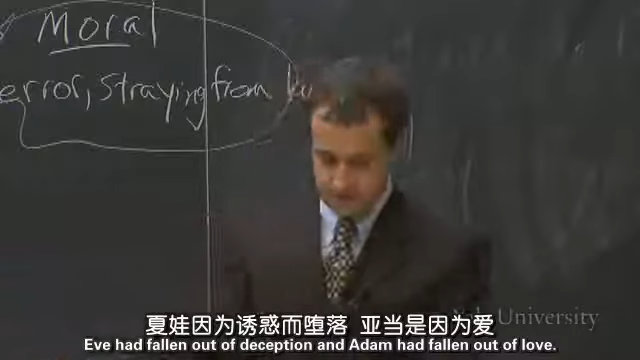 Moral
error, straying from
Yale University
夏娃因为诱惑而堕落 亚当是因为爱
Eve had fallen out of deception and Adam had fallen out of love.